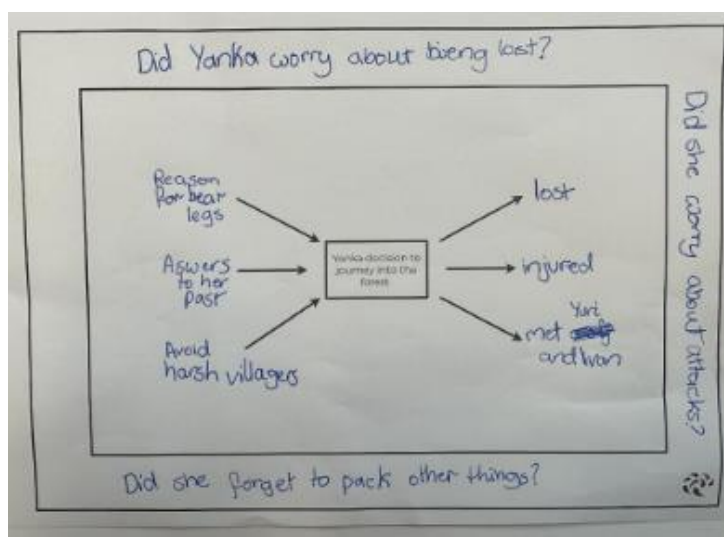 Did Yanka worry about bieng lost?
Reason
for bear
legs
Aswers
to her
past
Avoid
harsh villagers
Yanka decision to
journey into the
forest
lost
injured
Yuri
met
and Ivan
Did she worry about attacks?
Did she forget to pack other things?